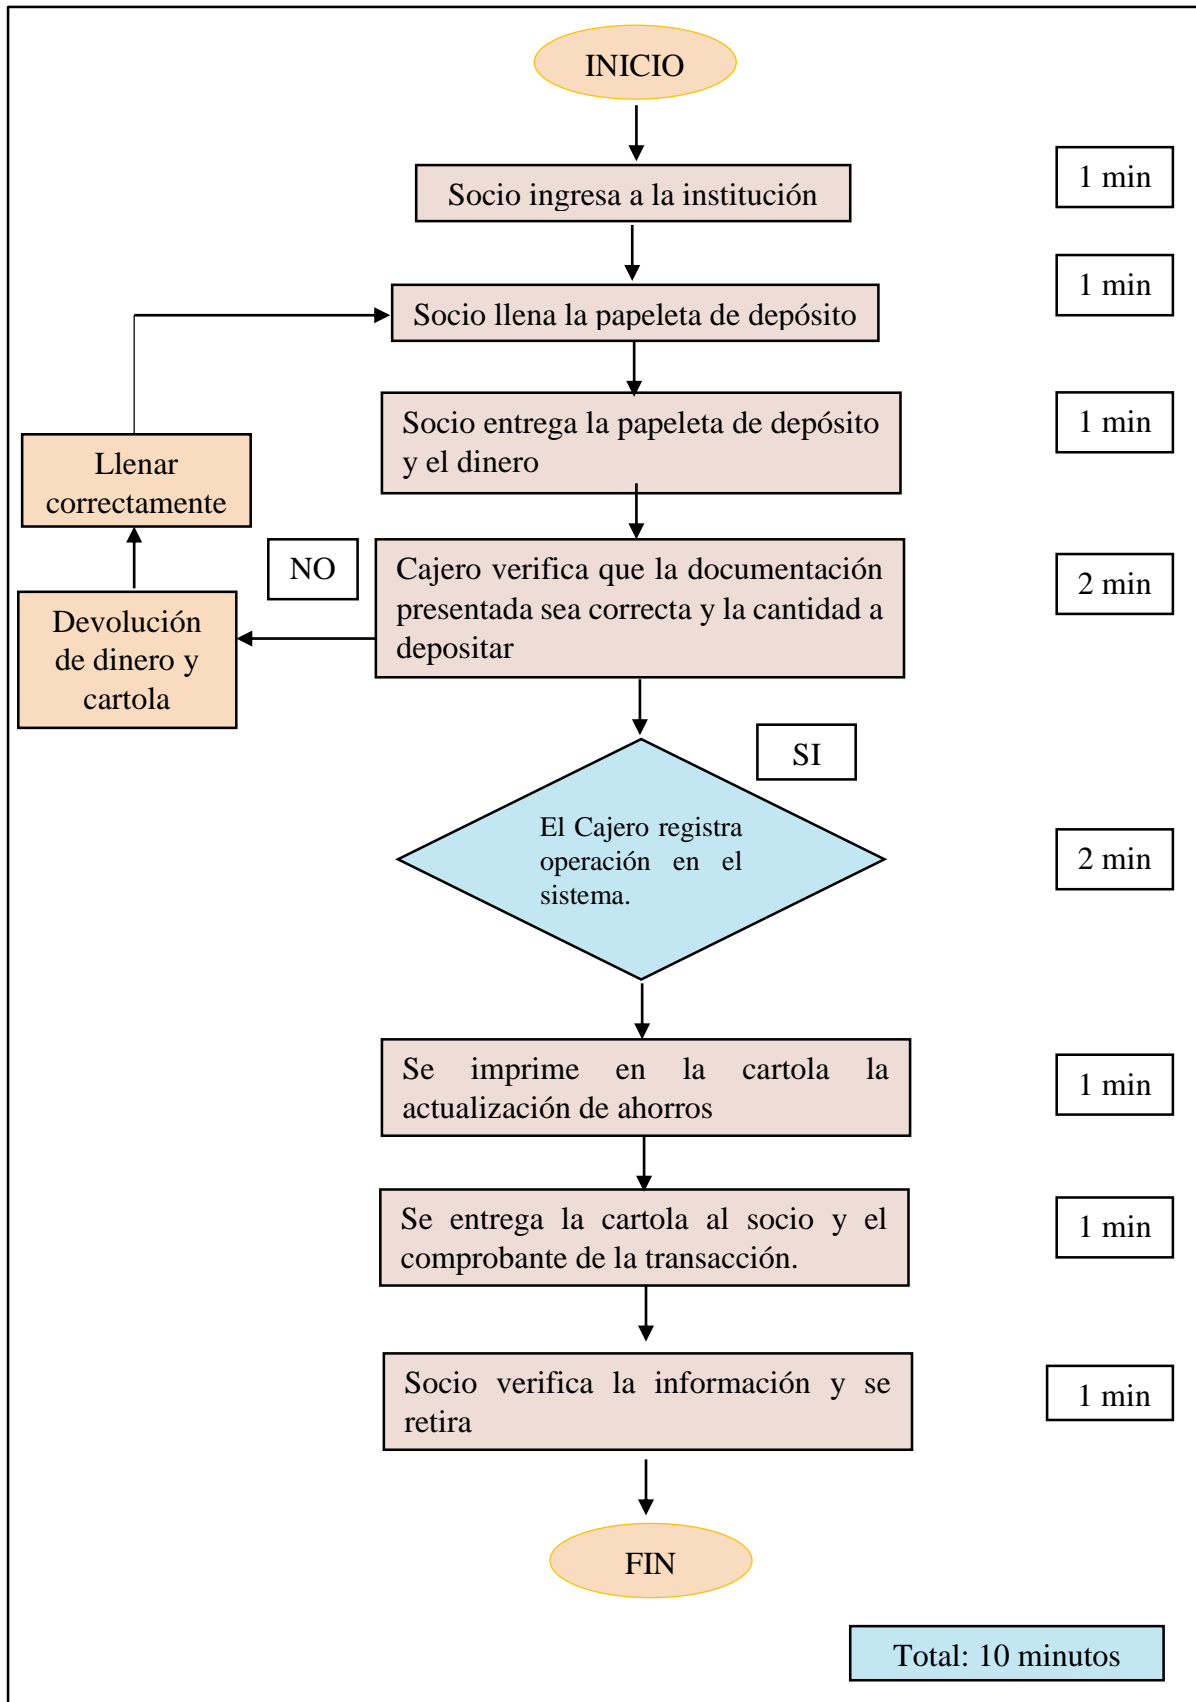 INICIO
Socio ingresa a la institución
1 min
Socio llena la papeleta de depósito
1 min
Socio entrega la papeleta de depósito
y el dinero
1 min
Llenar
correctamente
NO
Cajero verifica que la documentación
presentada sea correcta y la cantidad a
depositar
2 min
Devolución
de dinero y
cartola
SI
El Cajero registra
operación en el
sistema.
2 min
Se imprime en la cartola la
actualización de ahorros
1 min
Se entrega la cartola al socio y el
comprobante de la transacción.
1 min
Socio verifica la información y se
retira
1 min
FIN
Total: 10 minutos